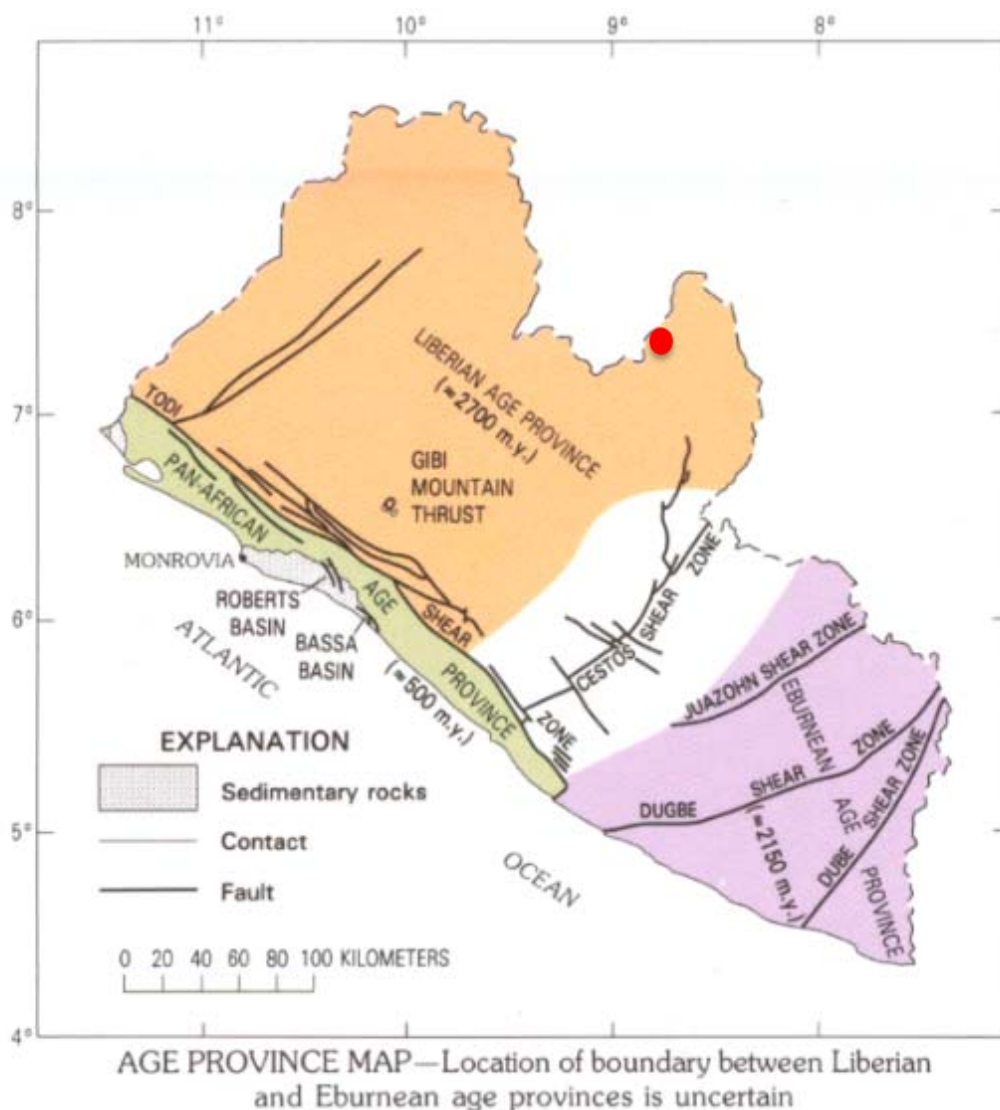 11° 10° 9° 8°
8°
7°
6°
5°
4°
LIBERIAN AGE PROVINCE
(≈2700 m.y.)
GIBI
MOUNTAIN
THRUST
TODI
SHEAR
ZONE
PAN-AFRICAN
AGE
PROVINCE
(≈500 m.y.)
MONROVIA
ROBERTS
BASIN
BASSA
BASIN
ATLANTIC
OCEAN
CESTOS
SHEAR
ZONE
JUAZOHN SHEAR ZONE
EBURNEAN
AGE
PROVINCE
(≈2150 m.y.)
DUGBE
SHEAR
ZONE
DUBE
SHEAR ZONE
EXPLANATION
Sedimentary rocks
Contact
Fault
0 20 40 60 80 100 KILOMETERS
AGE PROVINCE MAP—Location of boundary between Liberian
and Eburnean age provinces is uncertain